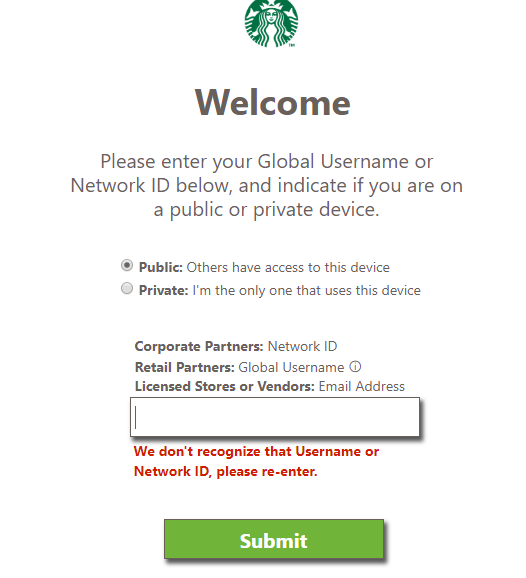 Welcome
Please enter your Global Username or
Network ID below, and indicate if you are on
a public or private device.
Public: Others have access to this device
Private: I'm the only one that uses this device
Corporate Partners: Network ID
Retail Partners: Global Username
Licensed Stores or Vendors: Email Address
We don't recognize that Username or
Network ID, please re-enter.
Submit